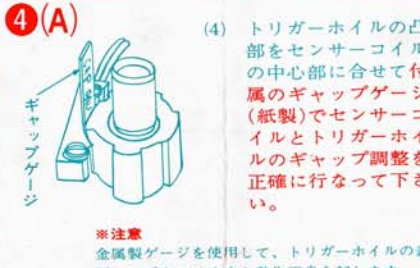 4(A)
(4) トリガーホイルの凸
部をセンサーコイル
の中心部に合せて付
属のギャップゲージ
(紙製)でセンサーコ
イルとトリガーホイ
ルのギャップ調整を
正確に行なって下さ
い。
ギャップゲージ
※注意
金属製ゲージを使用して、トリガーホイルの